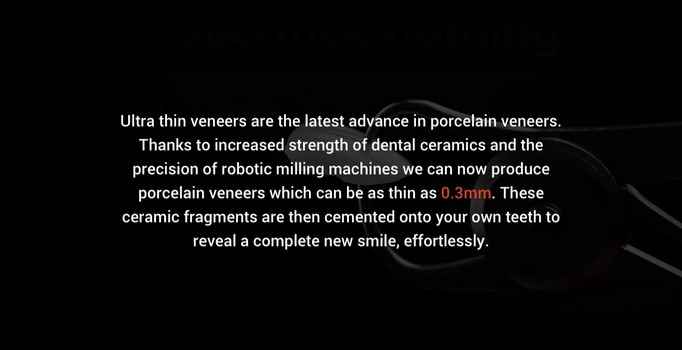 Ultra thin veneers are the latest advance in porcelain veneers.
Thanks to increased strength of dental ceramics and the
precision of robotic milling machines we can now produce
porcelain veneers which can be as thin as 0.3mm. These
ceramic fragments are then cemented onto your own teeth to
reveal a complete new smile, effortlessly.